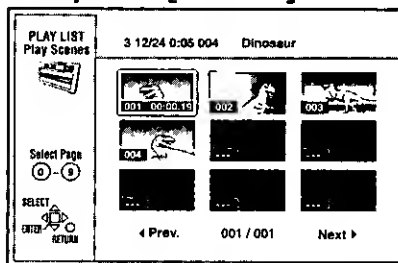 PLAY LIST
Play Scenes
3 12/24 0:05 004 Dinosaur
001 00:00.19
002
003
004
---
---
---
---
---
Select Page
0 - 9
SELECT
ENTER
RETURN
Prev. 001 / 001 Next